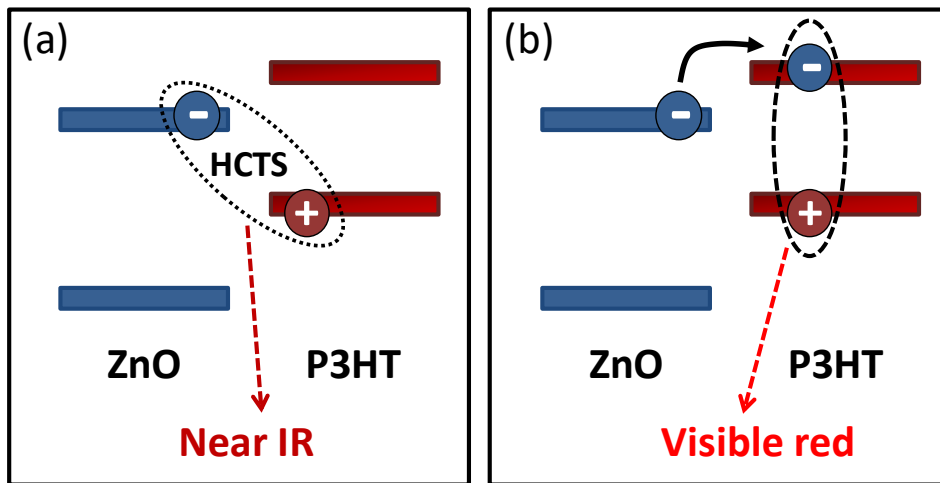 (a)
-
HCTS
+
ZnO P3HT
Near IR
(b)
-
-
+
ZnO P3HT
Visible red